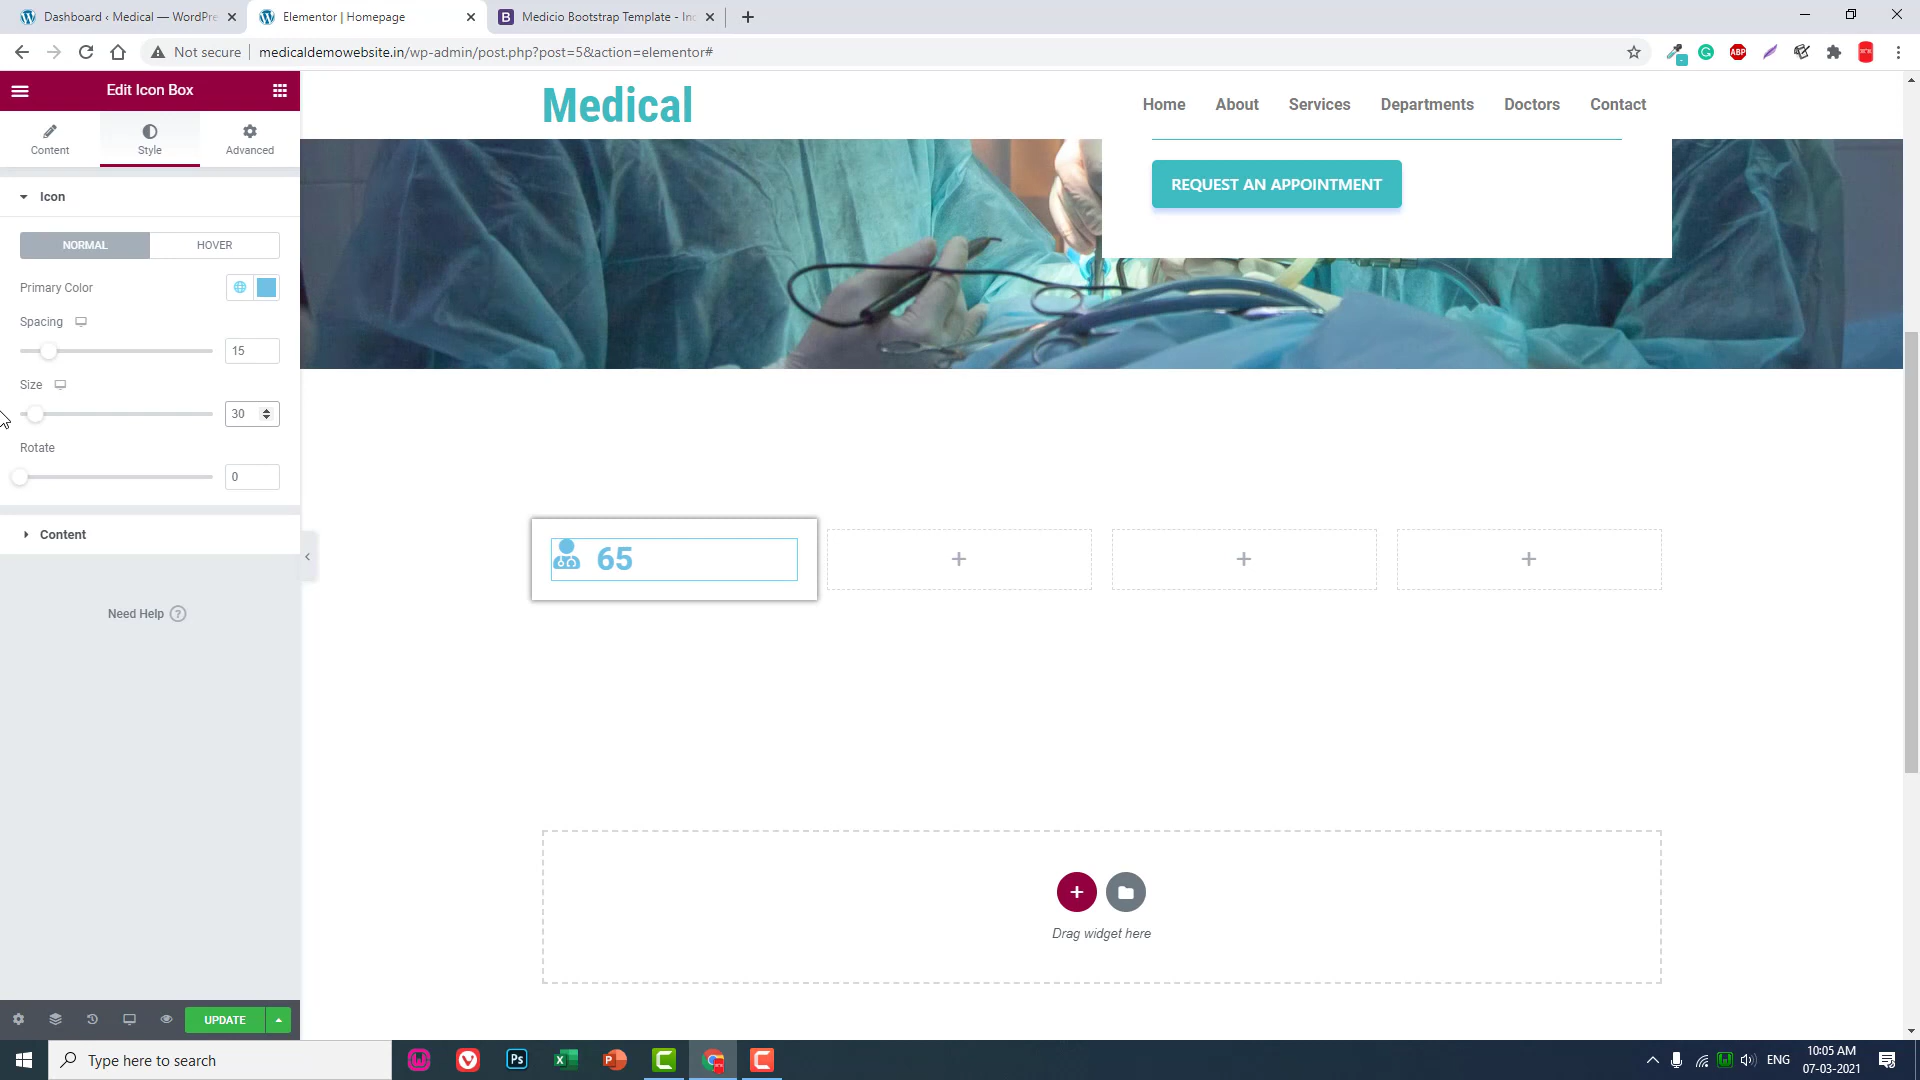 Dashboard ‹ Medical — WordPre
Elementor | Homepage
Medicio Bootstrap Template - Inc
Not secure
medicaldemowebsite.in/wp-admin/post.php?post=5&action=elementor#
ABP
Edit Icon Box
Content
Style
Advanced
Icon
NORMAL
HOVER
Primary Color
Spacing
15
Size
30
Rotate
0
Content
Need Help
?
UPDATE
Medical
Home
About
Services
Departments
Doctors
Contact
REQUEST AN APPOINTMENT
65
Drag widget here
Type here to search
Ps
ENG
10:05 AM
07-03-2021